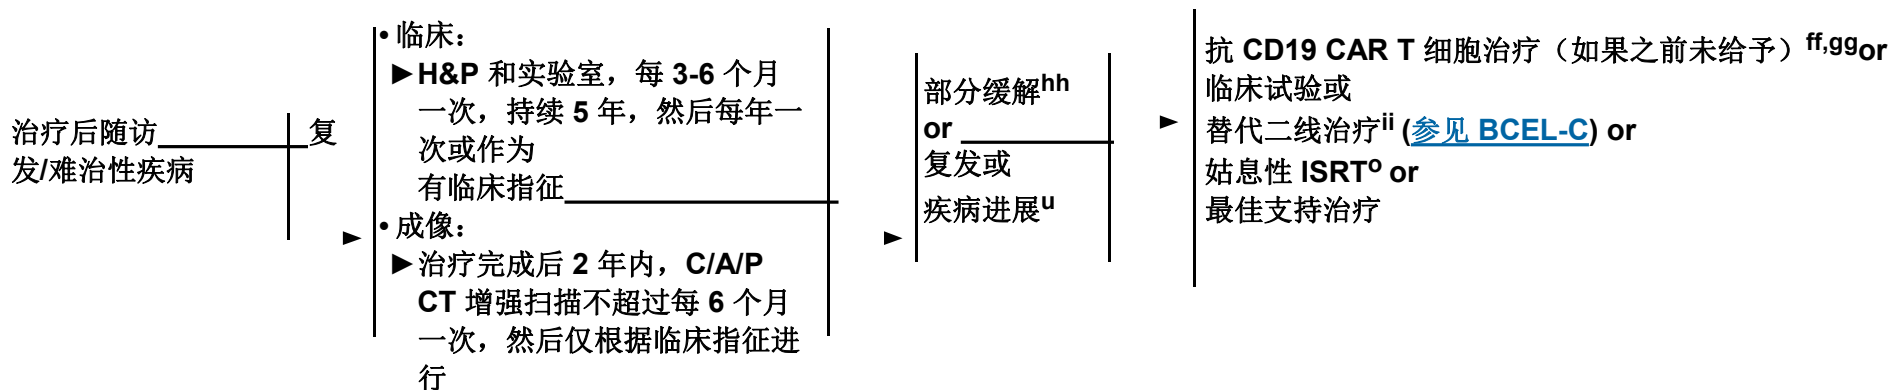 治疗后随访 复
发/难治性疾病
• 临床：
►H&P 和实验室，每 3-6 个月
一次，持续 5 年，然后每年一
次或作为
有临床指征
• 成像：
►治疗完成后 2 年内，C/A/P
CT 增强扫描不超过每 6 个月
一次，然后仅根据临床指征进
行
部分缓解hh
or
复发或
疾病进展u
抗 CD19 CAR T 细胞治疗（如果之前未给予）ff,ggor
临床试验或
替代二线治疗ii (参见 BCEL-C) or
姑息性 ISRTo or
最佳支持治疗